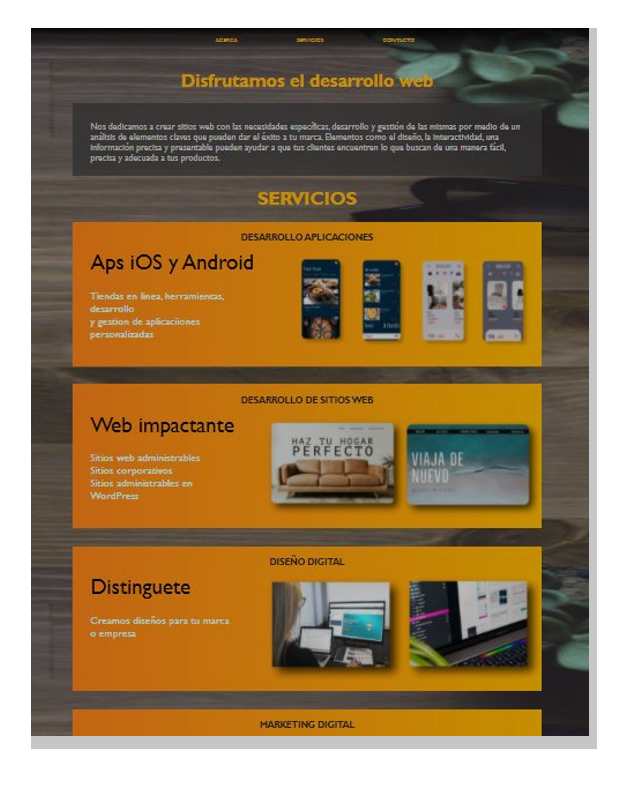 ACERCA SERVICIOS CONTACTO
Disfrutamos el desarrollo web
Nos dedicamos a crear sitios web con las necesidades específicas, desarrollo y gestión de las mismas por medio de un
análisis de elementos claves que pueden dar el éxito a tu marca. Elementos como el diseño, la interactividad, una
información precisa y presentable pueden ayudar a que tus clientes encuentren lo que buscan de una manera fácil,
precisa y adecuada a tus productos.
SERVICIOS
DESARROLLO APLICACIONES
Aps iOS y Android
Tiendas en línea, herramientas,
desarrollo
y gestion de aplicaciiones
personalizadas
DESARROLLO DE SITIOS WEB
Web impactante
Sitios web administrables
Sitios corporativos
Sitios administrables en
WordPress
HAZ TU HOGAR
PERFECTO
VIAJA DE
NUEVO
DISEÑO DIGITAL
Distinguete
Creamos diseños para tu marca
o empresa
MARKETING DIGITAL